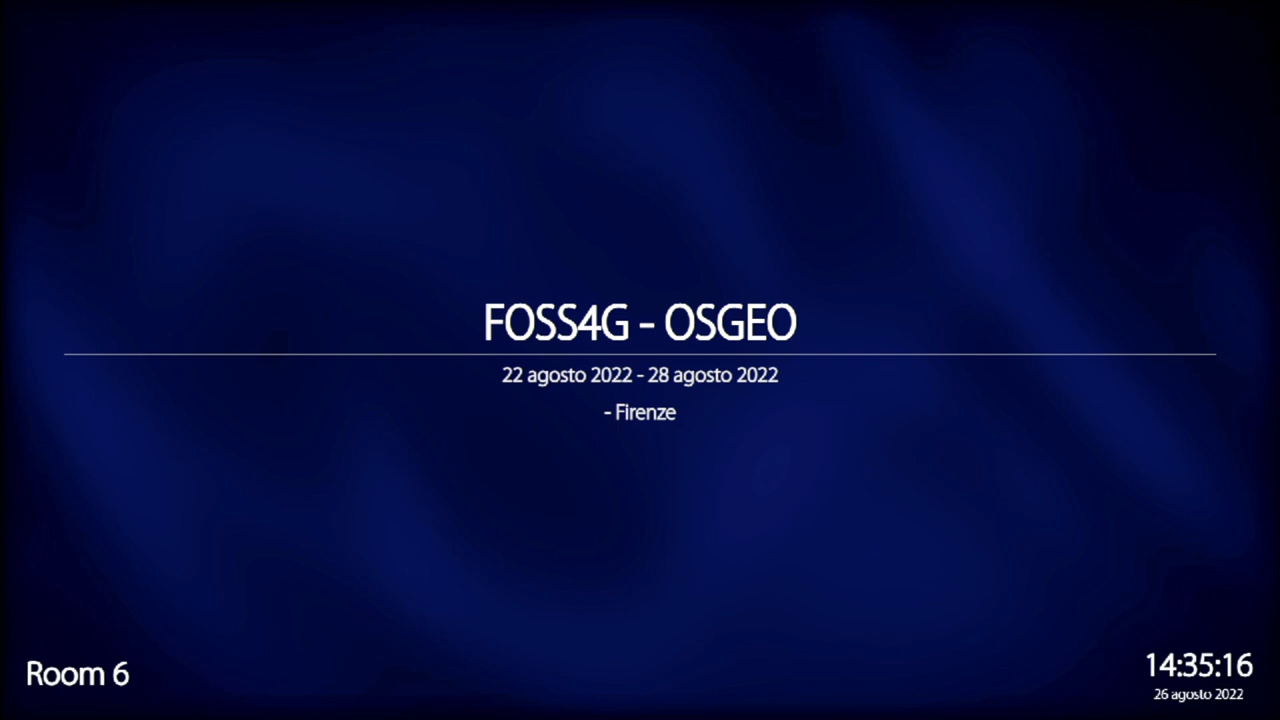 FOSS4G - OSGEO
22 agosto 2022 - 28 agosto 2022
- Firenze
Room 6
14:35:16
26 agosto 2022